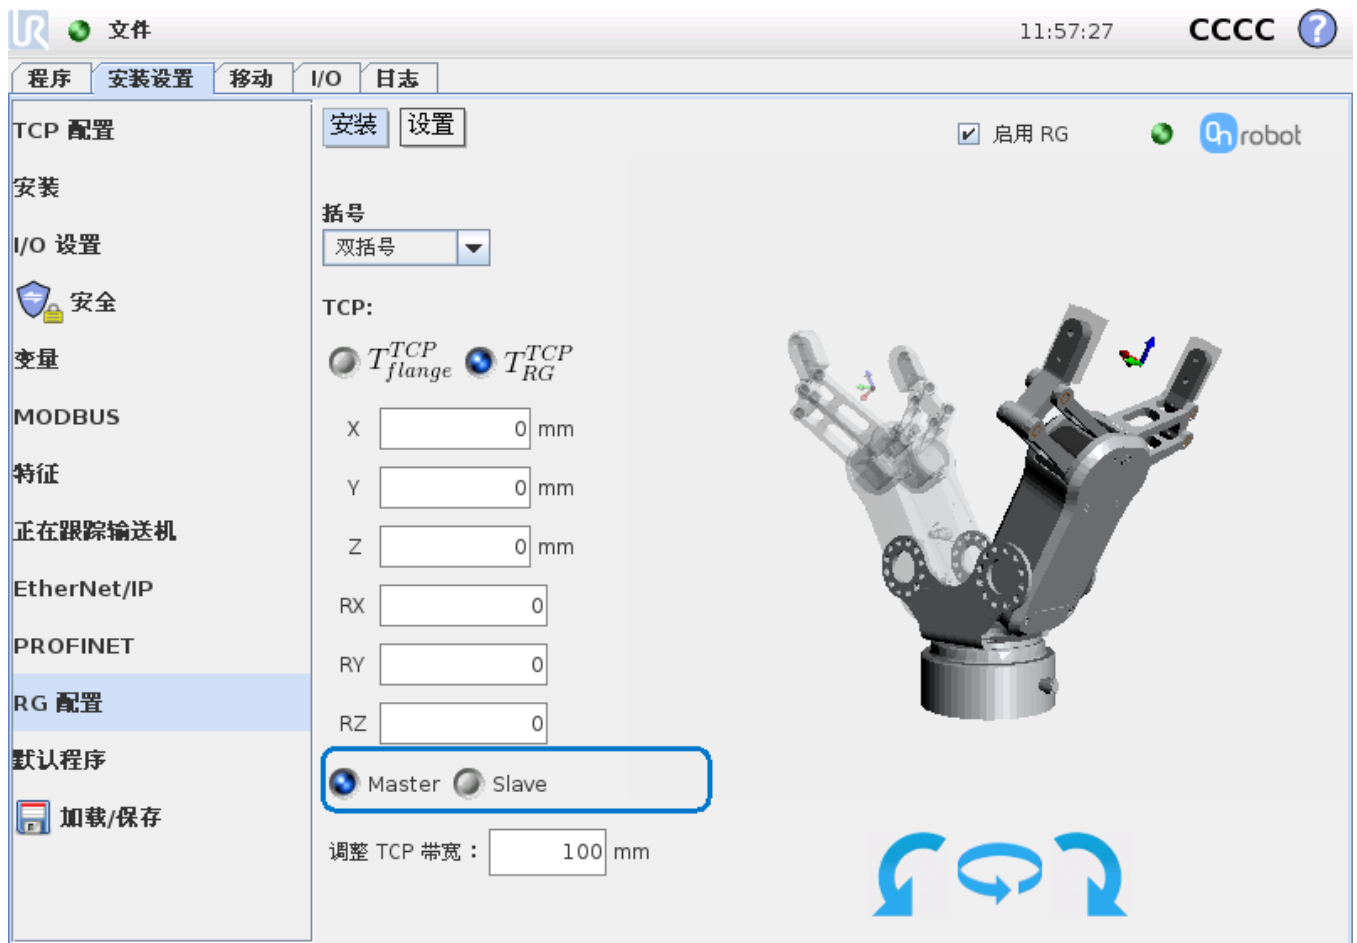 UR 文件 11:57:27 CCCC ?
程序 安装设置 移动 I/O 日志
TCP 配置
安装
I/O 设置
安全
变量
MODBUS
特征
正在跟踪输送机
EtherNet/IP
PROFINET
RG 配置
默认程序
加载/保存
安装 设置
启用 RG
On robot
括号
双括号
TCP:
T TCP flange T TCP RG
X 0 mm
Y 0 mm
Z 0 mm
RX 0
RY 0
RZ 0
Master Slave
调整 TCP 带宽： 100 mm